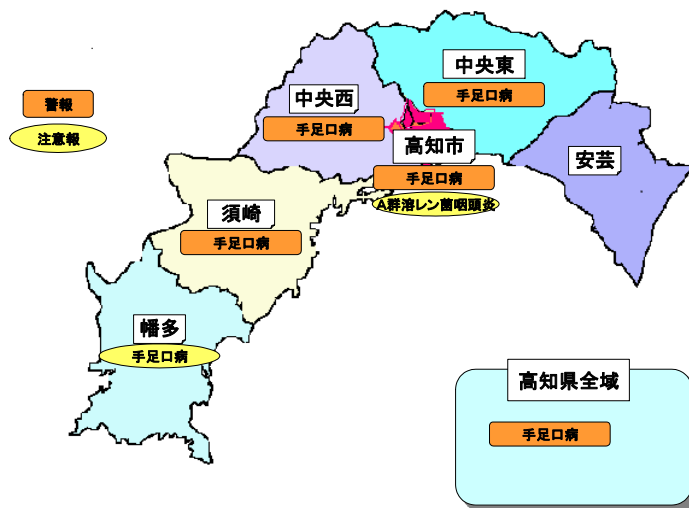 警報
注意報
中央東
手足口病
中央西
手足口病
高知市
手足口病
A群溶レン菌咽頭炎
安芸
須崎
手足口病
幡多
手足口病
高知県全域
手足口病